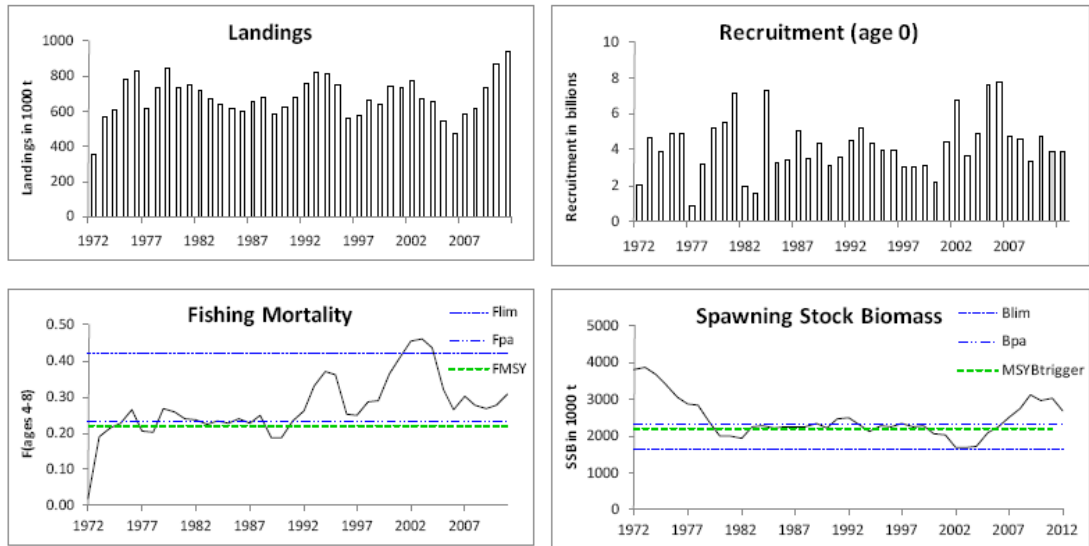 Landings
Landings in 1000 t
1000
800
600
400
200
0
1972 1977 1982 1987 1992 1997 2002 2007
Recruitment (age 0)
Recruitment in billions
10
8
6
4
2
0
1972 1977 1982 1987 1992 1997 2002 2007
Fishing Mortality
Flim
Fpa
FMSY
F(ages 4-8)
0.50
0.40
0.30
0.20
0.10
0.00
1972 1977 1982 1987 1992 1997 2002 2007
Spawning Stock Biomass
Blim
Bpa
MSYBtrigger
SSB in 1000 t
5000
4000
3000
2000
1000
0
1972 1977 1982 1987 1992 1997 2002 2007 2012